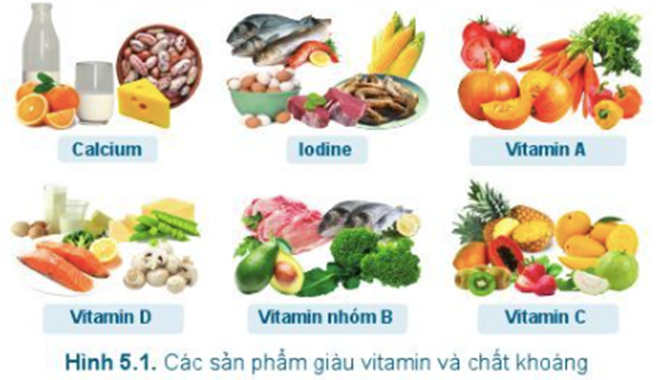 Calcium
Iodine
Vitamin A
Vitamin D
Vitamin nhóm B
Vitamin C
Hình 5.1. Các sản phẩm giàu vitamin và chất khoáng